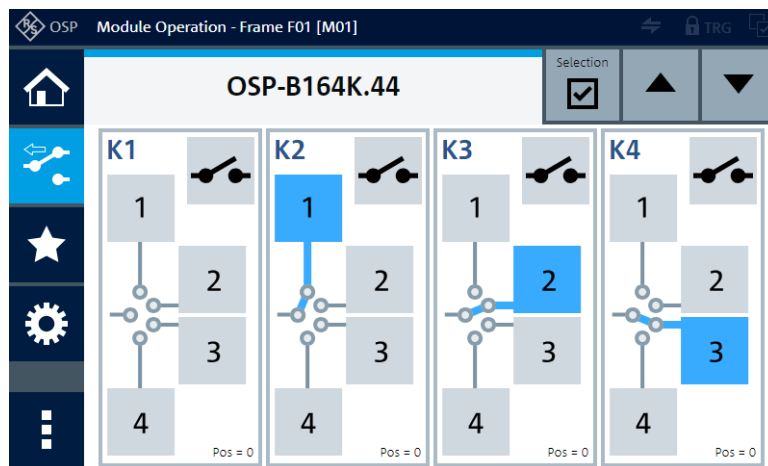 R&S OSP Module Operation - Frame F01 [M01] TRG
OSP-B164K.44 Selection
K1 K2 K3 K4
1 1 1 1
2 2 2 2
3 3 3 3
4 4 4 4
Pos = 0 Pos = 0 Pos = 0 Pos = 0